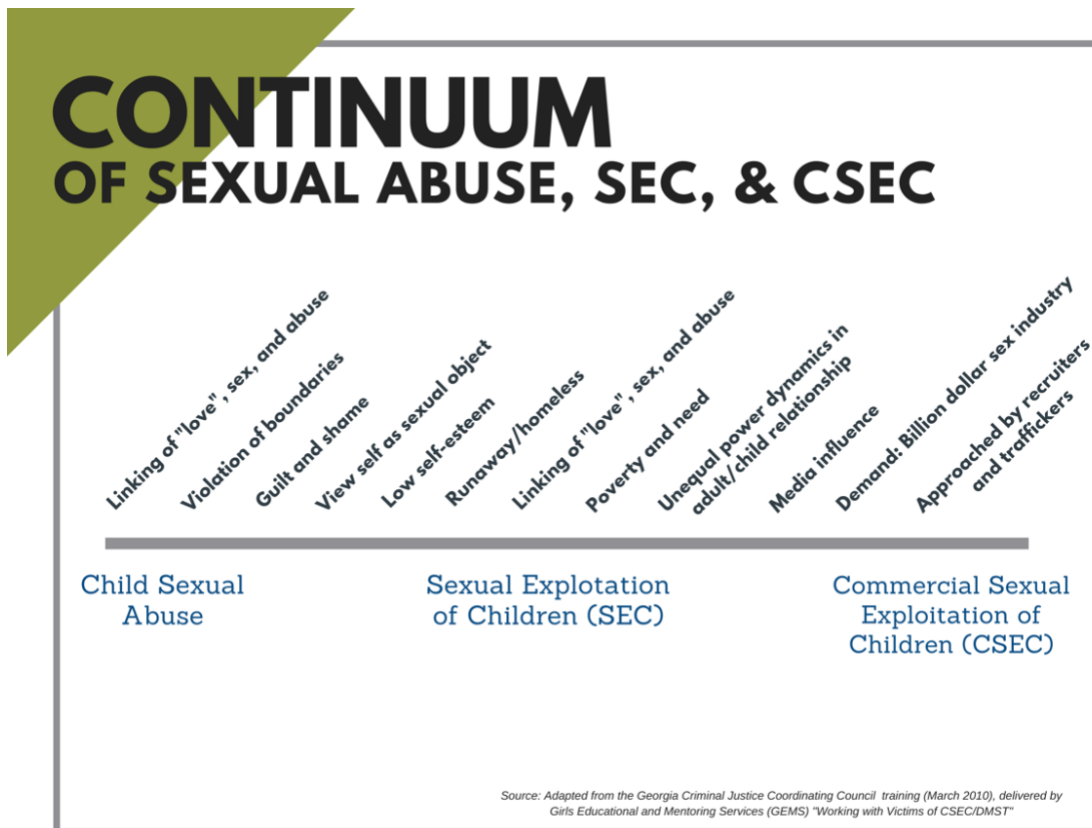 CONTINUUM
OF SEXUAL ABUSE, SEC, & CSEC
Linking of "love", sex, and abuse
Violation of boundaries
Guilt and shame
View self as sexual object
Low self-esteem
Runaway/homeless
Linking of "love", sex, and abuse
Poverty and need
Unequal power dynamics in
adult/child relationship
Media influence
Demand: Billion dollar sex industry
Approached by recruiters
and traffickers
Child Sexual
Abuse
Sexual Explotation
of Children (SEC)
Commercial Sexual
Exploitation of
Children (CSEC)
Source: Adapted from the Georgia Criminal Justice Coordinating Council training (March 2010), delivered by
Girls Educational and Mentoring Services (GEMS) "Working with Victims of CSEC/DMST"